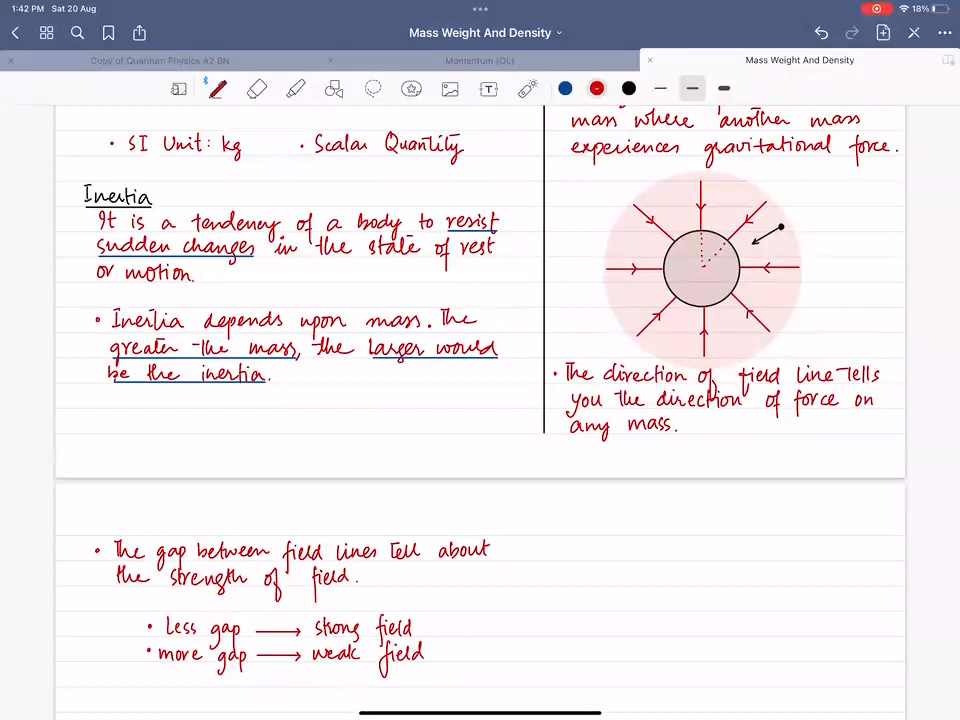 1:42 PM Sat 20 Aug
18%
Mass Weight And Density
Copy of Quantum Physics A2 BN
Momentum (OL)
Mass Weight And Density
T
• SI Unit: kg • Scalar Quantity
Inertia
It is a tendency of a body to resist
sudden changes in the state of rest
or motion.
• Inertia depends upon mass. The
greater the mass, the larger would
be the inertia.
mass where another mass
experiences gravitational force.
• The direction of field line tells
you the direction of force on
any mass.
• The gap between field lines tell about
the strength of field.
• Less gap → strong field
• more gap → weak field